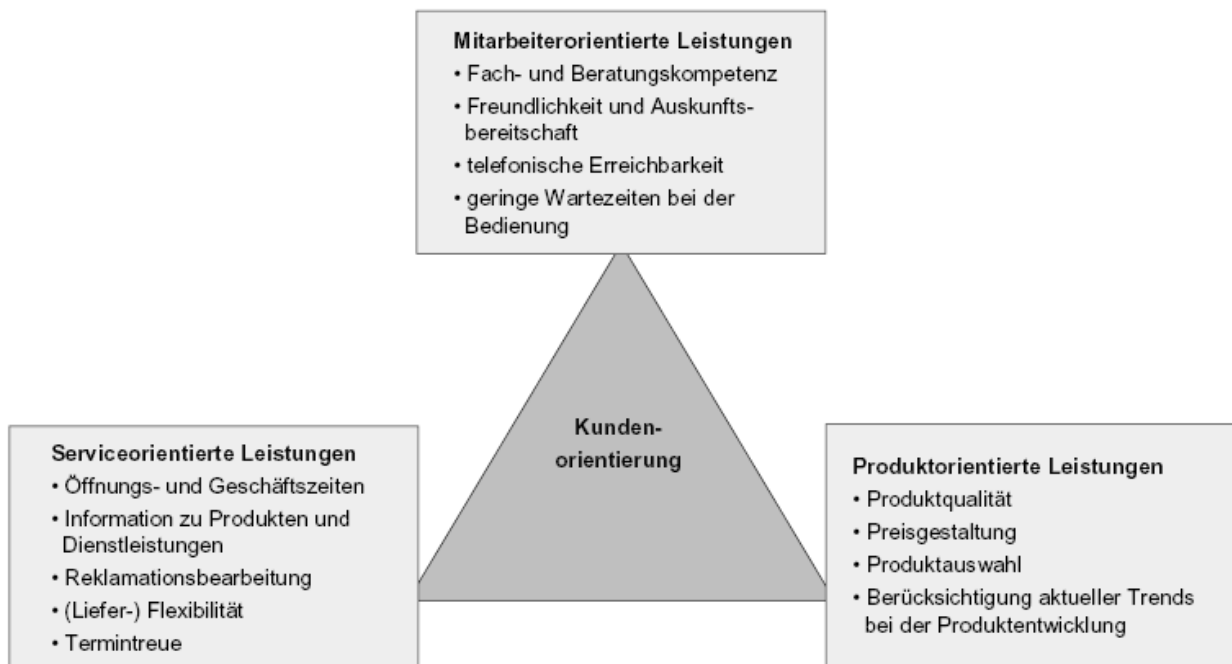 Mitarbeiterorientierte Leistungen
• Fach- und Beratungskompetenz
• Freundlichkeit und Auskunfts-
bereitschaft
• telefonische Erreichbarkeit
• geringe Wartezeiten bei der
Bedienung
Kunden-
orientierung
Serviceorientierte Leistungen
• Öffnungs- und Geschäftszeiten
• Information zu Produkten und
Dienstleistungen
• Reklamationsbearbeitung
• (Liefer-) Flexibilität
• Termintreue
Produktorientierte Leistungen
• Produktqualität
• Preisgestaltung
• Produktauswahl
• Berücksichtigung aktueller Trends
bei der Produktentwicklung